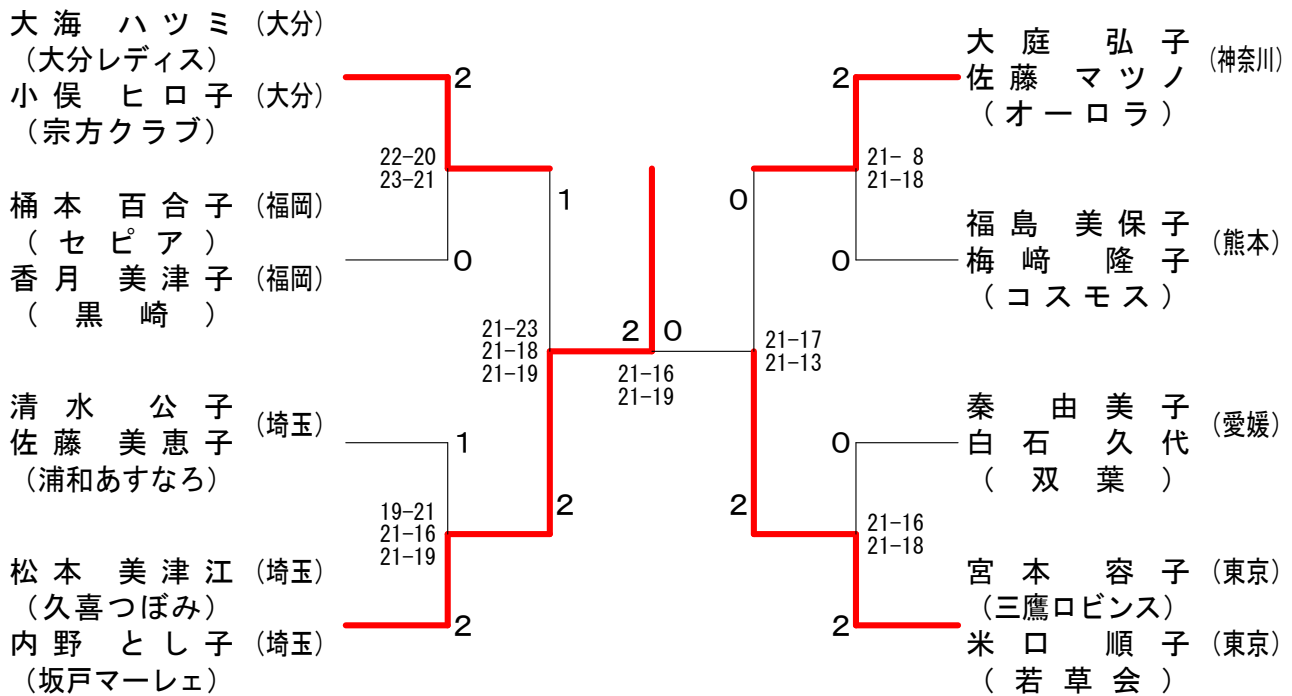 大海 ハツミ (大分)
(大分レディス)
小俣 ヒロ子 (大分)
(宗方クラブ)
2
22-20
23-21
桶本 百合子 (福岡)
(セピア)
香月 美津子 (福岡)
(黒崎)
0
1
21-23
21-18
21-19
清水 公子
佐藤 美恵子 (埼玉)
(浦和あすなろ)
1
19-21
21-16
21-19
2
松本 美津江 (埼玉)
(久喜つぼみ)
内野 とし子 (埼玉)
(坂戸マーレェ)
2
2 0
21-16
21-19
大庭 弘子
佐藤 マツノ (神奈川)
(オーロラ)
2
21- 8
21-18
0
福島 美保子
梅﨑 隆子 (熊本)
(コスモス)
0
21-17
21-13
秦 由美子
白石 久代 (愛媛)
(双葉)
0
2
21-16
21-18
宮本 容子 (東京)
(三鷹ロビンス)
米口 順子 (東京)
(若草会)
2